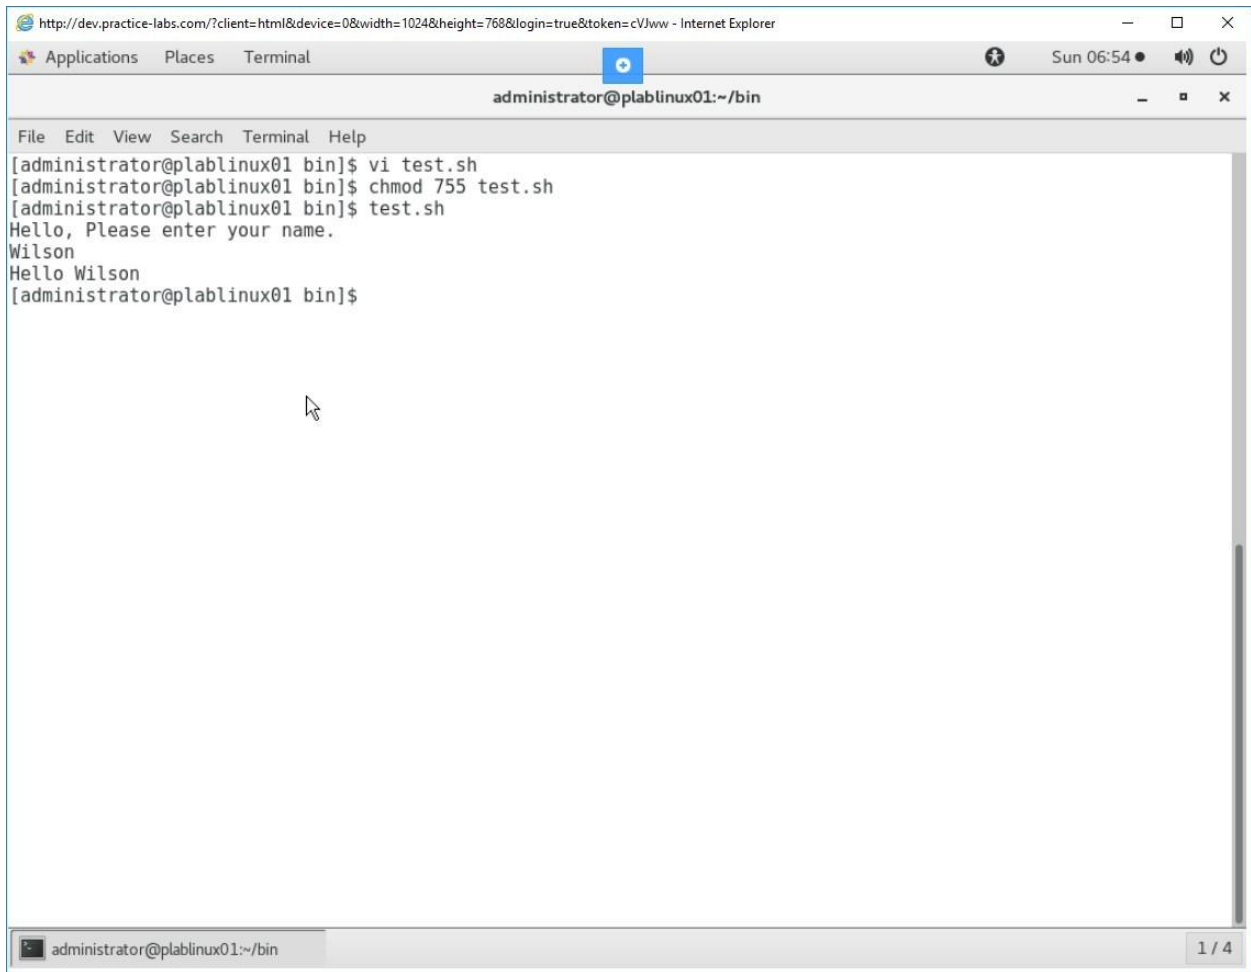 http://dev.practice-labs.com/?client=html&device=0&width=1024&height=768&login=true&token=cVJww - Internet Explorer
Applications Places Terminal Sun 06:54
administrator@plablinux01:~/bin
File Edit View Search Terminal Help
[administrator@plablinux01 bin]$ vi test.sh
[administrator@plablinux01 bin]$ chmod 755 test.sh
[administrator@plablinux01 bin]$ test.sh
Hello, Please enter your name.
Wilson
Hello Wilson
[administrator@plablinux01 bin]$
administrator@plablinux01:~/bin 1 / 4